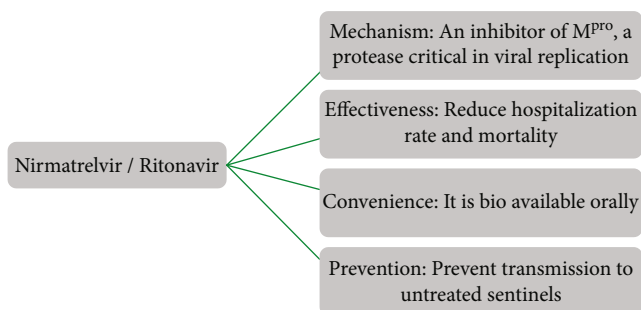 Mechanism: An inhibitor of Mᵖʳᵒ, a
protease critical in viral replication
Effectiveness: Reduce hospitalization
rate and mortality
Nirmatrelvir / Ritonavir
Convenience: It is bio available orally
Prevention: Prevent transmission to
untreated sentinels